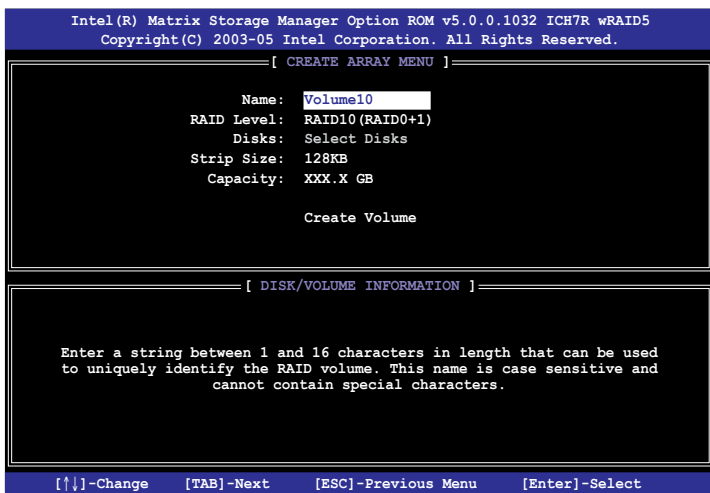 Intel(R) Matrix Storage Manager Option ROM v5.0.0.1032 ICH7R wRAID5
Copyright(C) 2003-05 Intel Corporation. All Rights Reserved.
[ CREATE ARRAY MENU ]
Name: Volume10
RAID Level: RAID10(RAID0+1)
Disks: Select Disks
Strip Size: 128KB
Capacity: XXX.X GB
Create Volume
[ DISK/VOLUME INFORMATION ]
Enter a string between 1 and 16 characters in length that can be used
to uniquely identify the RAID volume. This name is case sensitive and
cannot contain special characters.
[↑↓]-Change [TAB]-Next [ESC]-Previous Menu [Enter]-Select